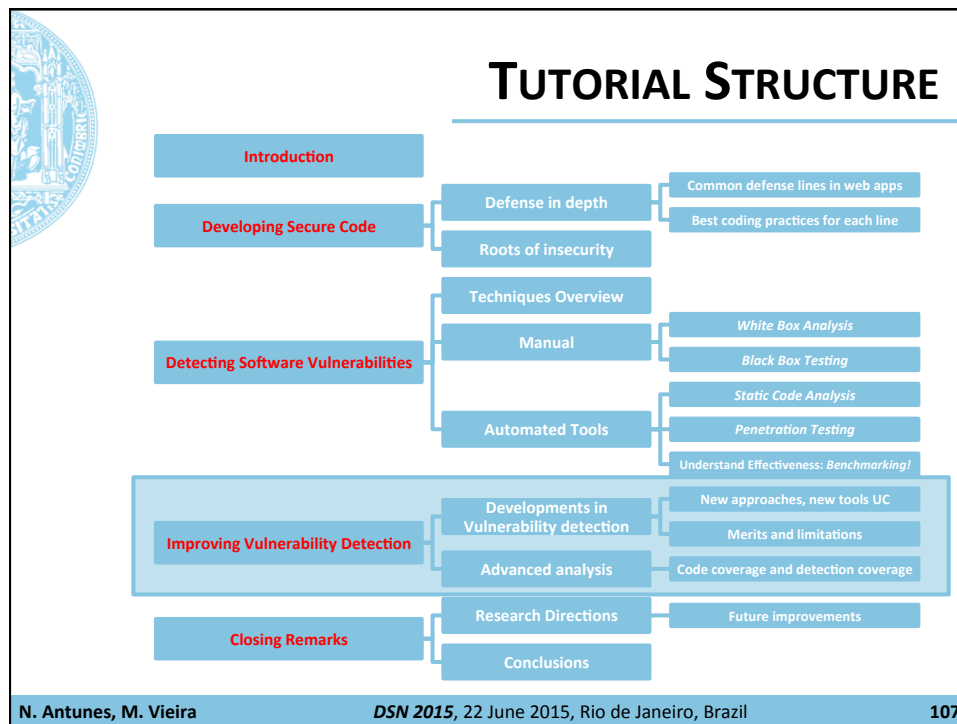 TUTORIAL STRUCTURE
Introduction
Developing Secure Code
Defense in depth
Common defense lines in web apps
Best coding practices for each line
Roots of insecurity
Detecting Software Vulnerabilities
Techniques Overview
Manual
White Box Analysis
Black Box Testing
Automated Tools
Static Code Analysis
Penetration Testing
Understand Effectiveness: Benchmarking!
Improving Vulnerability Detection
Developments in
Vulnerability detection
New approaches, new tools UC
Merits and limitations
Advanced analysis
Code coverage and detection coverage
Closing Remarks
Research Directions
Future improvements
Conclusions
N. Antunes, M. Vieira
DSN 2015, 22 June 2015, Rio de Janeiro, Brazil
107